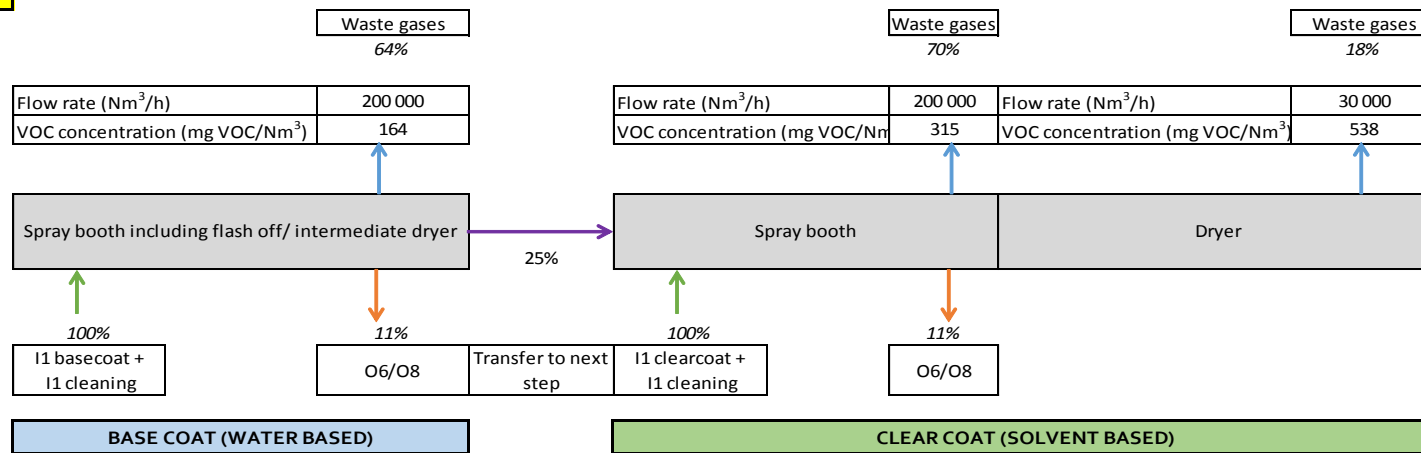 Waste gases
64%
Waste gases
70%
Waste gases
18%
Flow rate (Nm³/h) 200 000
VOC concentration (mg VOC/Nm³) 164
Flow rate (Nm³/h) 200 000
VOC concentration (mg VOC/Nm 315
Flow rate (Nm³/h) 30 000
VOC concentration (mg VOC/Nm³) 538
Spray booth including flash off/ intermediate dryer
25%
Spray booth
Dryer
100%
I1 basecoat +
I1 cleaning
11%
O6/O8
Transfer to next
step
100%
I1 clearcoat +
I1 cleaning
11%
O6/O8
BASE COAT (WATER BASED)
CLEAR COAT (SOLVENT BASED)